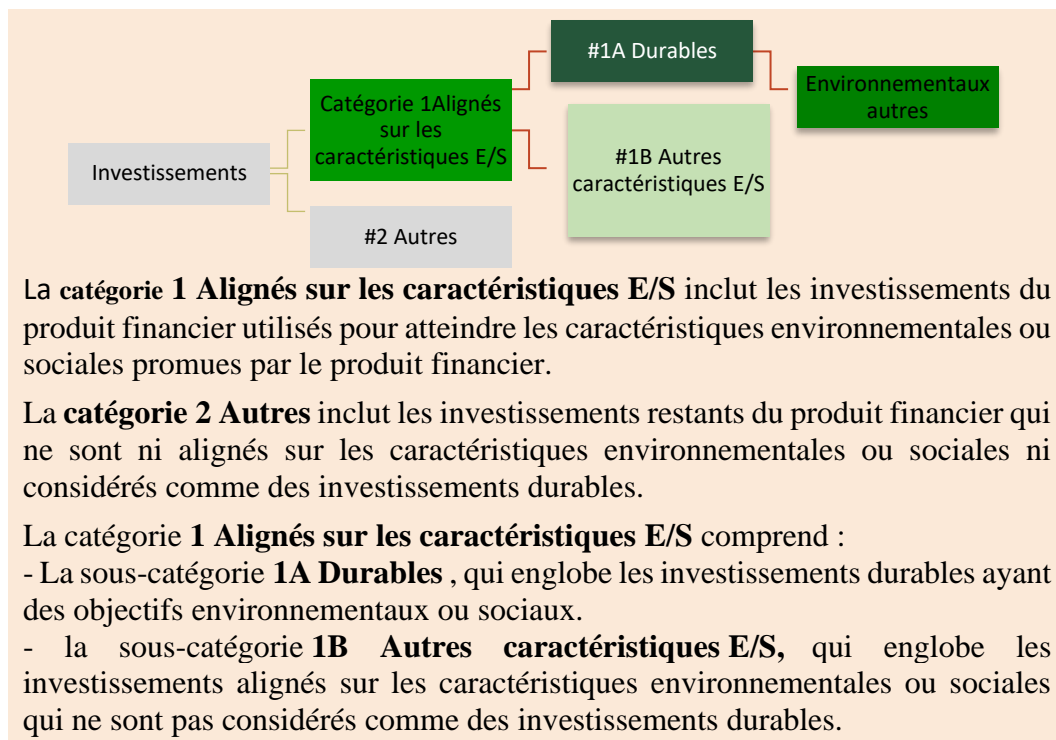 #1A Durables
Environnementaux
autres
Catégorie 1Alignés
sur les
caractéristiques E/S
Investissements
#1B Autres
caractéristiques E/S
#2 Autres
La catégorie 1 Alignés sur les caractéristiques E/S inclut les investissements du
produit financier utilisés pour atteindre les caractéristiques environnementales ou
sociales promues par le produit financier.
La catégorie 2 Autres inclut les investissements restants du produit financier qui
ne sont ni alignés sur les caractéristiques environnementales ou sociales ni
considérés comme des investissements durables.
La catégorie 1 Alignés sur les caractéristiques E/S comprend :
- La sous-catégorie 1A Durables , qui englobe les investissements durables ayant
des objectifs environnementaux ou sociaux.
- la sous-catégorie 1B Autres caractéristiques E/S, qui englobe les
investissements alignés sur les caractéristiques environnementales ou sociales
qui ne sont pas considérés comme des investissements durables.